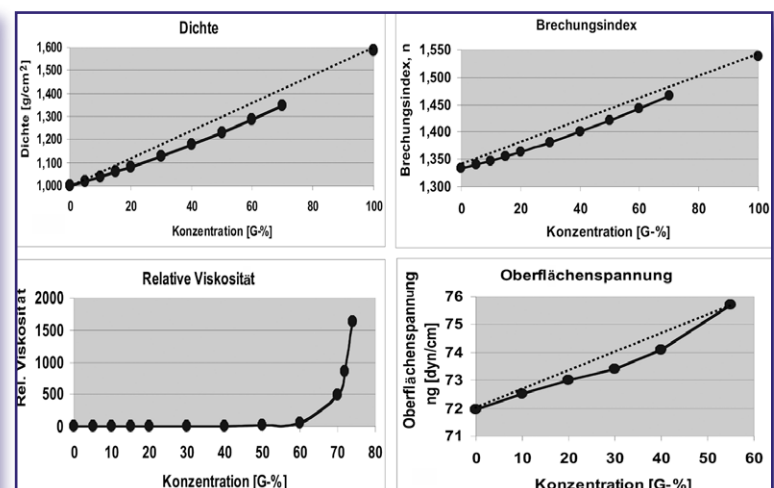 Dichte
Dichte [g/cm²]
1,600
1,500
1,400
1,300
1,200
1,100
1,000
0 20 40 60 80 100
Konzentration [G-%]
Brechungsindex
Brechungsindex, n
1,550
1,500
1,450
1,400
1,350
1,300
0 20 40 60 80 100
Konzentration [G-%]
Relative Viskosität
Rel. Viskosität
2000
1500
1000
500
0
0 10 20 30 40 50 60 70 80
Konzentration [G-%]
Oberflächenspannung
Oberflächenspannung
ng [dyn/cm]
76
75
74
73
72
71
0 10 20 30 40 50 60
Konzentration [G-%]